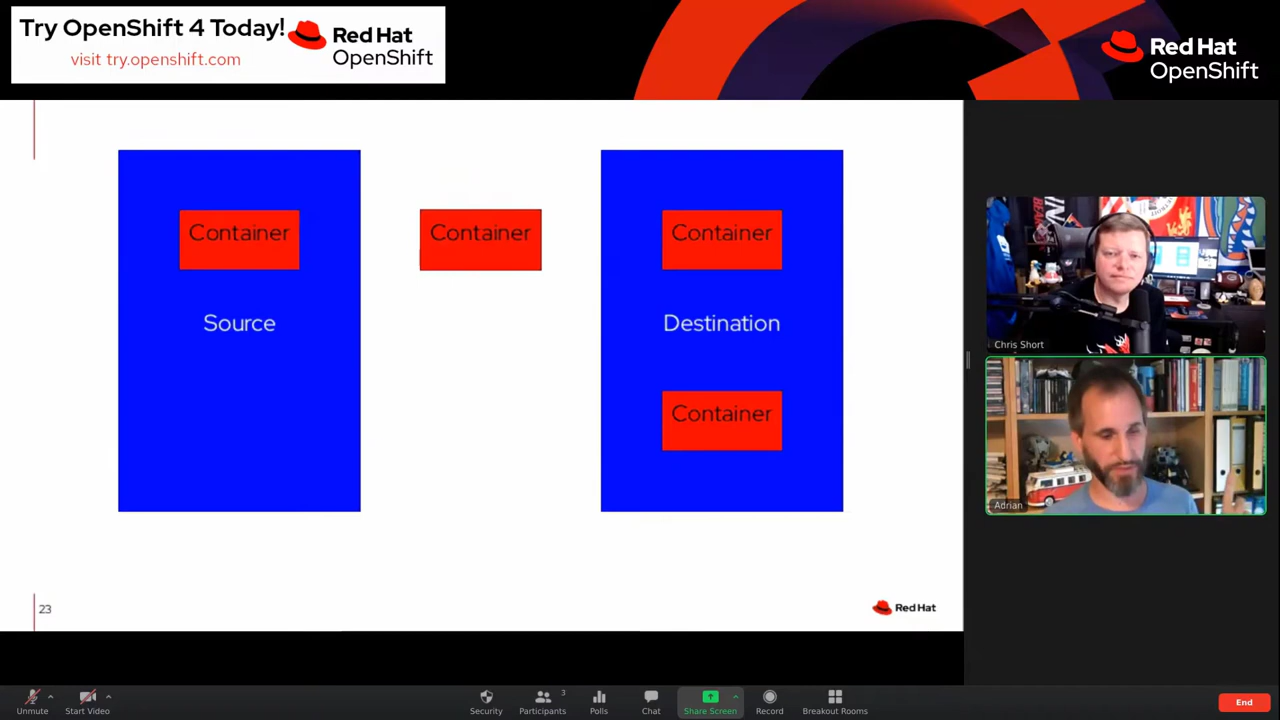 Try OpenShift 4 Today!
visit try.openshift.com
Red Hat
OpenShift
Red Hat
OpenShift
Container
Container
Container
Source
Destination
Container
23
Red Hat
Chris Short
Adrian
Unmute
Start Video
Security
Participants
3
Polls
Chat
Share Screen
Record
Breakout Rooms
End